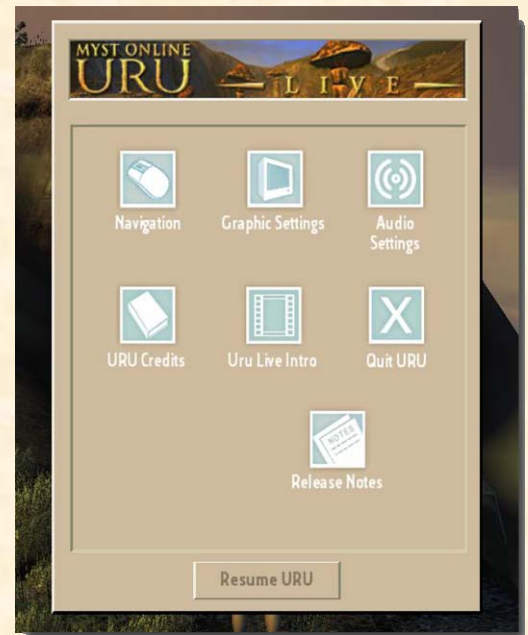 MYST ONLINE
URU
LIVE
Navigation
Graphic Settings
Audio
Settings
URU Credits
Uru Live Intro
X
Quit URU
NOTES
Release Notes
Resume URU